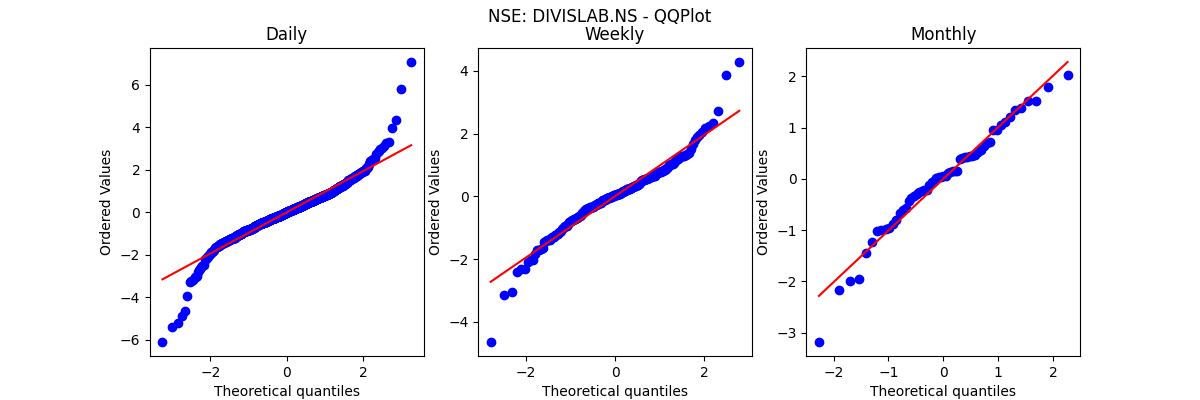 NSE: DIVISLAB.NS - QQPlot
Daily
Weekly
Monthly
6
4
2
0
−2
−4
−6
Ordered Values
−2
0
2
Theoretical quantiles
4
2
0
−2
−4
Ordered Values
−2
0
2
Theoretical quantiles
2
1
0
−1
−2
−3
Ordered Values
−2
−1
0
1
2
Theoretical quantiles